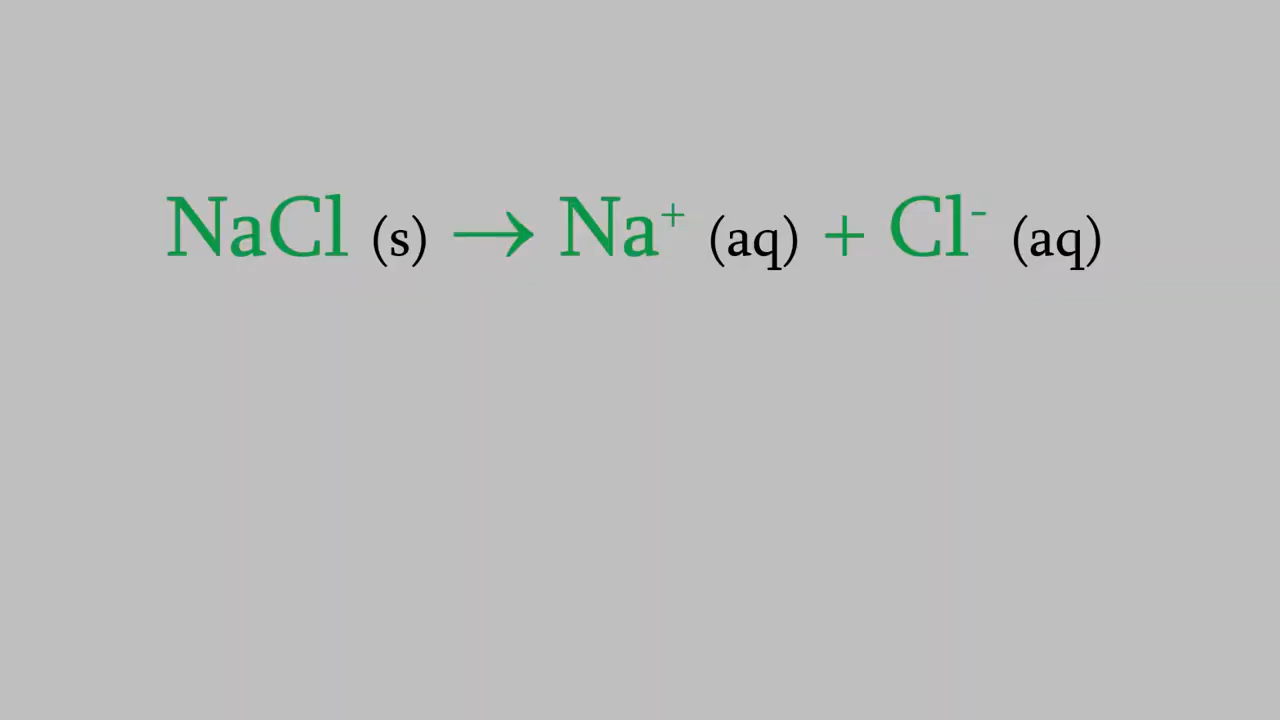 NaCl (s) → Na⁺ (aq) + Cl⁻ (aq)